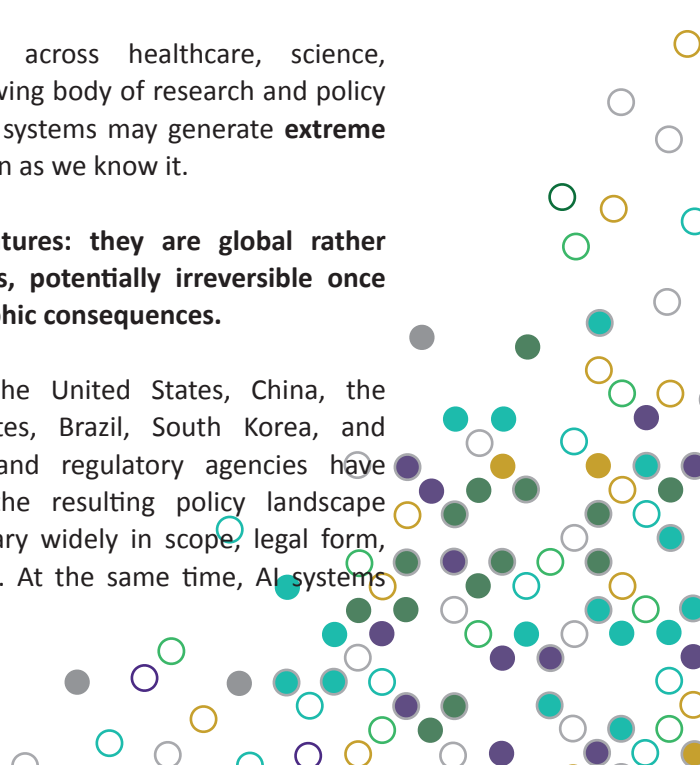 across healthcare, science,
ving body of research and policy
systems may generate extreme
n as we know it.
tures: they are global rather
s, potentially irreversible once
hic consequences.
he United States, China, the
tes, Brazil, South Korea, and
and regulatory agencies have
he resulting policy landscape
ary widely in scope, legal form,
. At the same time, AI systems